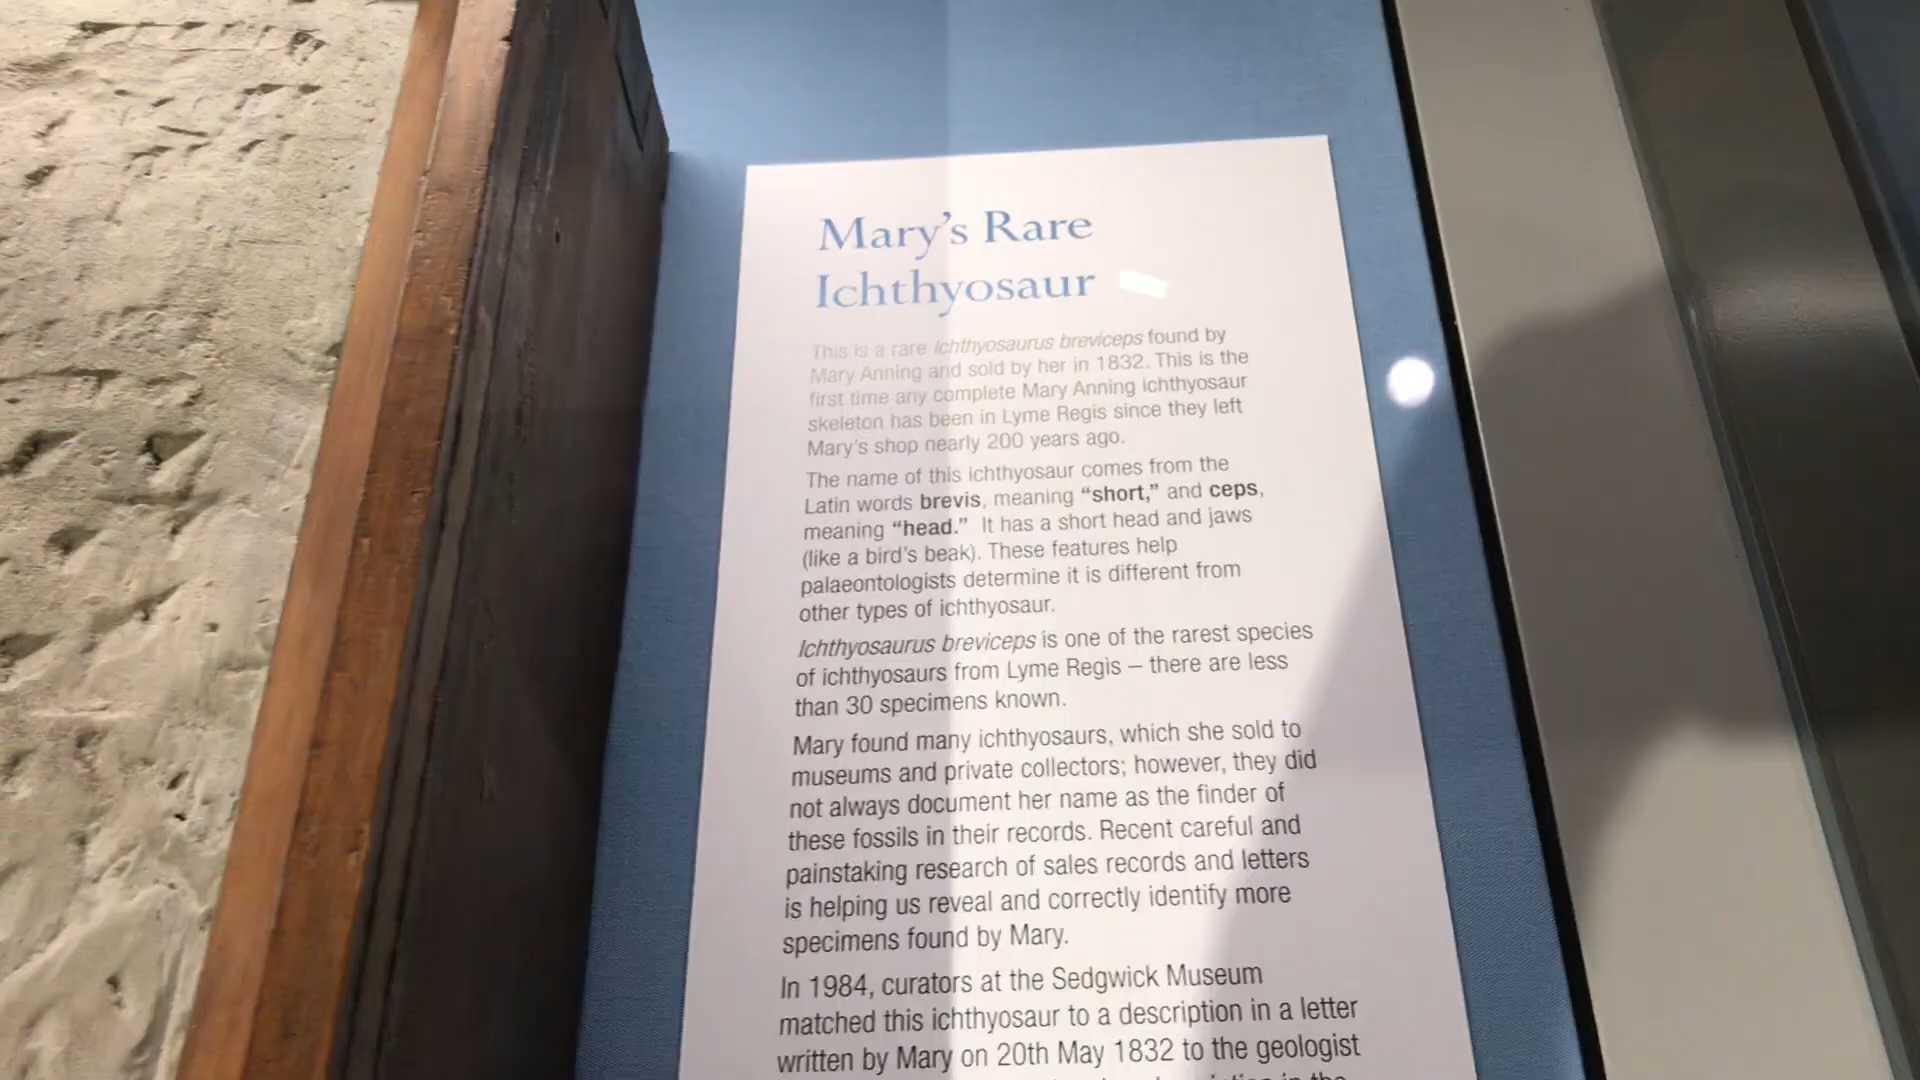 Mary's Rare
Ichthyosaur
This is a rare Ichthyosaurus breviceps found by
Mary Anning and sold by her in 1832. This is the
first time any complete Mary Anning ichthyosaur
skeleton has been in Lyme Regis since they left
Mary's shop nearly 200 years ago.
The name of this ichthyosaur comes from the
Latin words brevis, meaning “short,” and ceps,
meaning “head.” It has a short head and jaws
(like a bird's beak). These features help
palaeontologists determine it is different from
other types of ichthyosaur.
Ichthyosaurus breviceps is one of the rarest species
of ichthyosaurs from Lyme Regis – there are less
than 30 specimens known.
Mary found many ichthyosaurs, which she sold to
museums and private collectors; however, they did
not always document her name as the finder of
these fossils in their records. Recent careful and
painstaking research of sales records and letters
is helping us reveal and correctly identify more
specimens found by Mary.
In 1984, curators at the Sedgwick Museum
matched this ichthyosaur to a description in a letter
written by Mary on 20th May 1832 to the geologist
in the